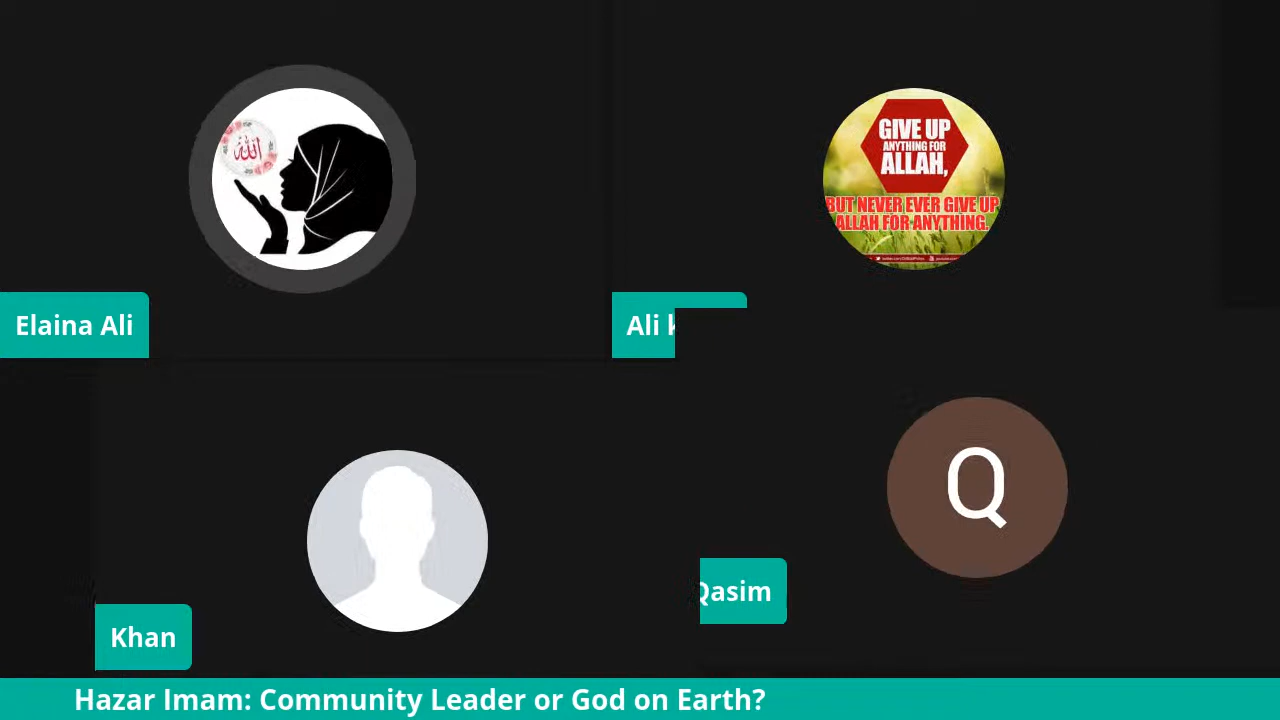 الله
GIVE UP
ANYTHING FOR
ALLAH,
BUT NEVER EVER GIVE UP
ALLAH FOR ANYTHING.
Elaina Ali
Ali
Q
Qasim
Khan
Hazar Imam: Community Leader or God on Earth?